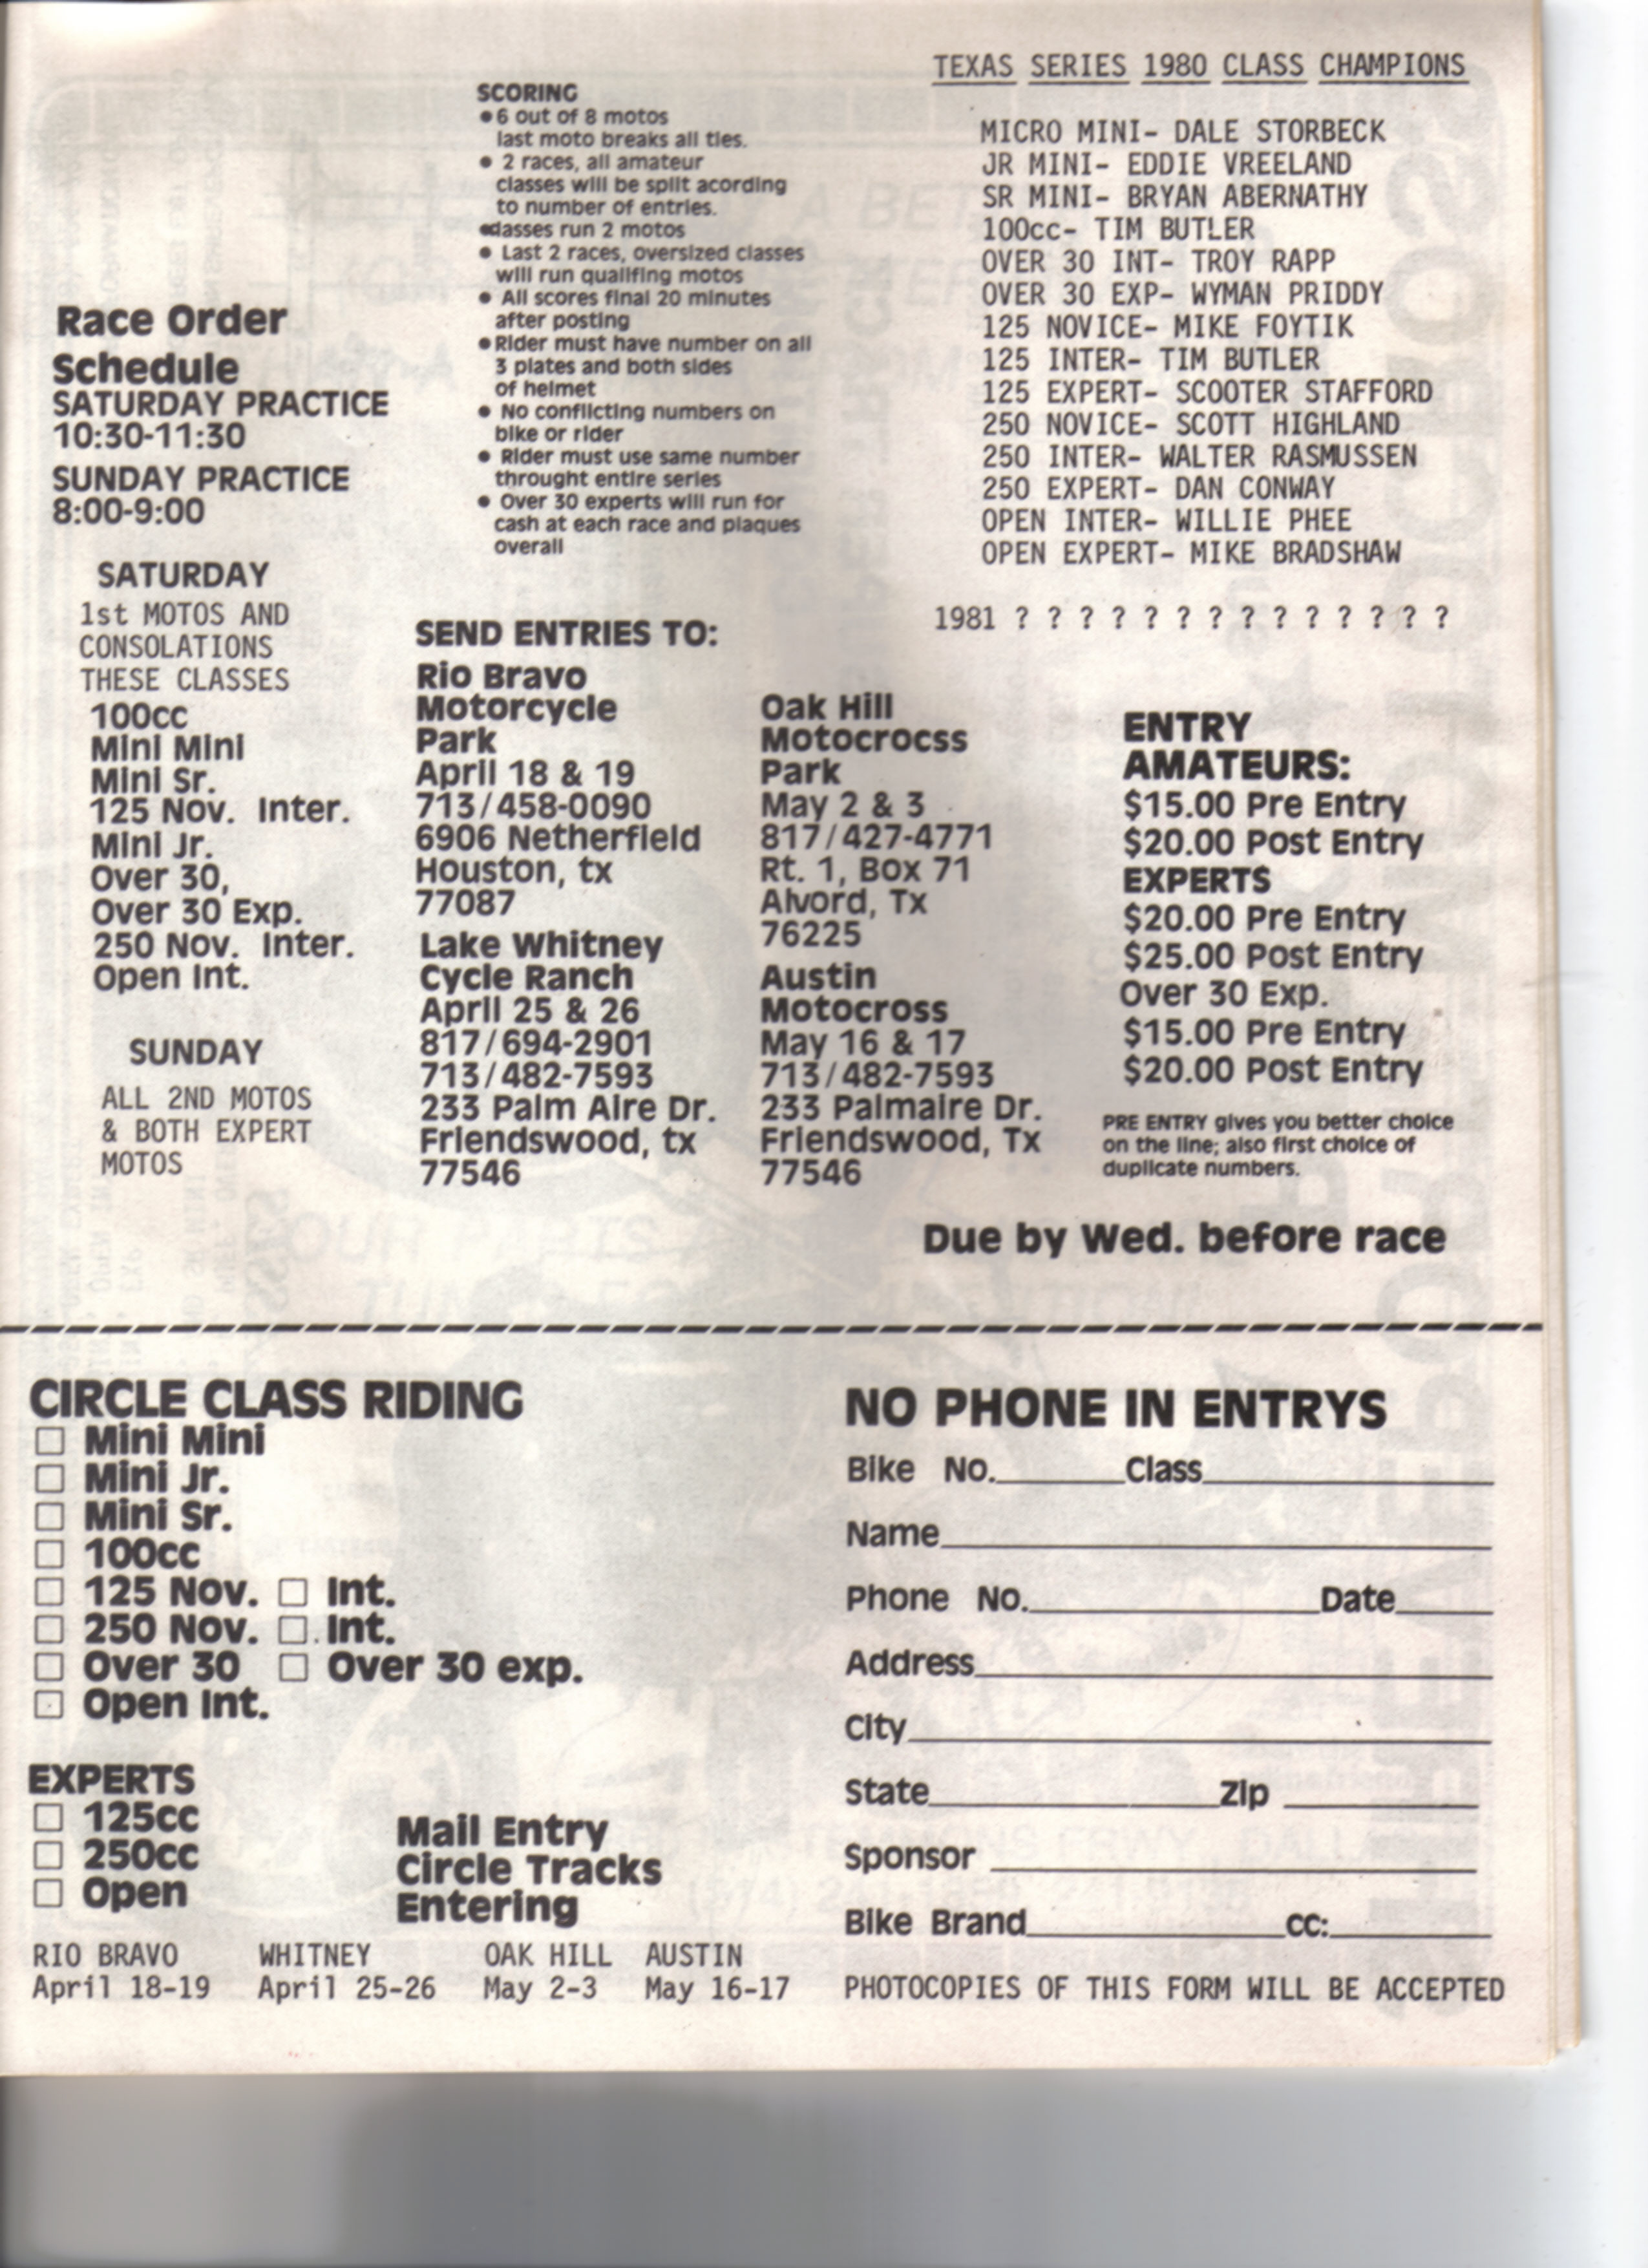 TEXAS SERIES 1980 CLASS CHAMPIONS
MICRO MINI- DALE STORBECK
JR MINI- EDDIE VREELAND
SR MINI- BRYAN ABERNATHY
100cc- TIM BUTLER
OVER 30 INT- TROY RAPP
OVER 30 EXP- WYMAN PRIDDY
125 NOVICE- MIKE FOYTIK
125 INTER- TIM BUTLER
125 EXPERT- SCOOTER STAFFORD
250 NOVICE- SCOTT HIGHLAND
250 INTER- WALTER RASMUSSEN
250 EXPERT- DAN CONWAY
OPEN INTER- WILLIE PHEE
OPEN EXPERT- MIKE BRADSHAW
1981 ? ? ? ? ? ? ? ? ? ? ? ? ? ?
SCORING
• 6 out of 8 motos
last moto breaks all ties.
• 2 races, all amateur
classes will be split acording
to number of entries.
•classes run 2 motos
• Last 2 races, oversized classes
will run qualifing motos
• All scores final 20 minutes
after posting
• Rider must have number on all
3 plates and both sides
of helmet
• No conflicting numbers on
bike or rider
• Rider must use same number
throught entire series
• Over 30 experts will run for
cash at each race and plaques
overall
Race Order
Schedule
SATURDAY PRACTICE
10:30-11:30
SUNDAY PRACTICE
8:00-9:00
SATURDAY
1st MOTOS AND
CONSOLATIONS
THESE CLASSES
100cc
Mini Mini
Mini Sr.
125 Nov. Inter.
Mini Jr.
Over 30,
Over 30 Exp.
250 Nov. Inter.
Open Int.
SUNDAY
ALL 2ND MOTOS
& BOTH EXPERT
MOTOS
SEND ENTRIES TO:
Rio Bravo
Motorcycle
Park
April 18 & 19
713/458-0090
6906 Netherfield
Houston, tx
77087
Lake Whitney
Cycle Ranch
April 25 & 26
817/694-2901
713/482-7593
233 Palm Aire Dr.
Friendswood, tx
77546
Oak Hill
Motocrocss
Park
May 2 & 3
817/427-4771
Rt. 1, Box 71
Alvord, Tx
76225
Austin
Motocross
May 16 & 17
713/482-7593
233 Palmaire Dr.
Friendswood, Tx
77546
ENTRY
AMATEURS:
$15.00 Pre Entry
$20.00 Post Entry
EXPERTS
$20.00 Pre Entry
$25.00 Post Entry
Over 30 Exp.
$15.00 Pre Entry
$20.00 Post Entry
PRE ENTRY gives you better choice
on the line; also first choice of
duplicate numbers.
Due by Wed. before race
CIRCLE CLASS RIDING
☐ Mini Mini
☐ Mini Jr.
☐ Mini Sr.
☐ 100cc
☐ 125 Nov. ☐ Int.
☐ 250 Nov. ☐ Int.
☐ Over 30 ☐ Over 30 exp.
☐ Open Int.
EXPERTS
☐ 125cc
☐ 250cc
☐ Open
Mail Entry
Circle Tracks
Entering
RIO BRAVO WHITNEY OAK HILL AUSTIN
April 18-19 April 25-26 May 2-3 May 16-17
NO PHONE IN ENTRYS
Bike No.______Class______
Name______
Phone No.______Date______
Address______
City______
State______Zip ______
Sponsor ______
Bike Brand______cc:______
PHOTOCOPIES OF THIS FORM WILL BE ACCEPTED